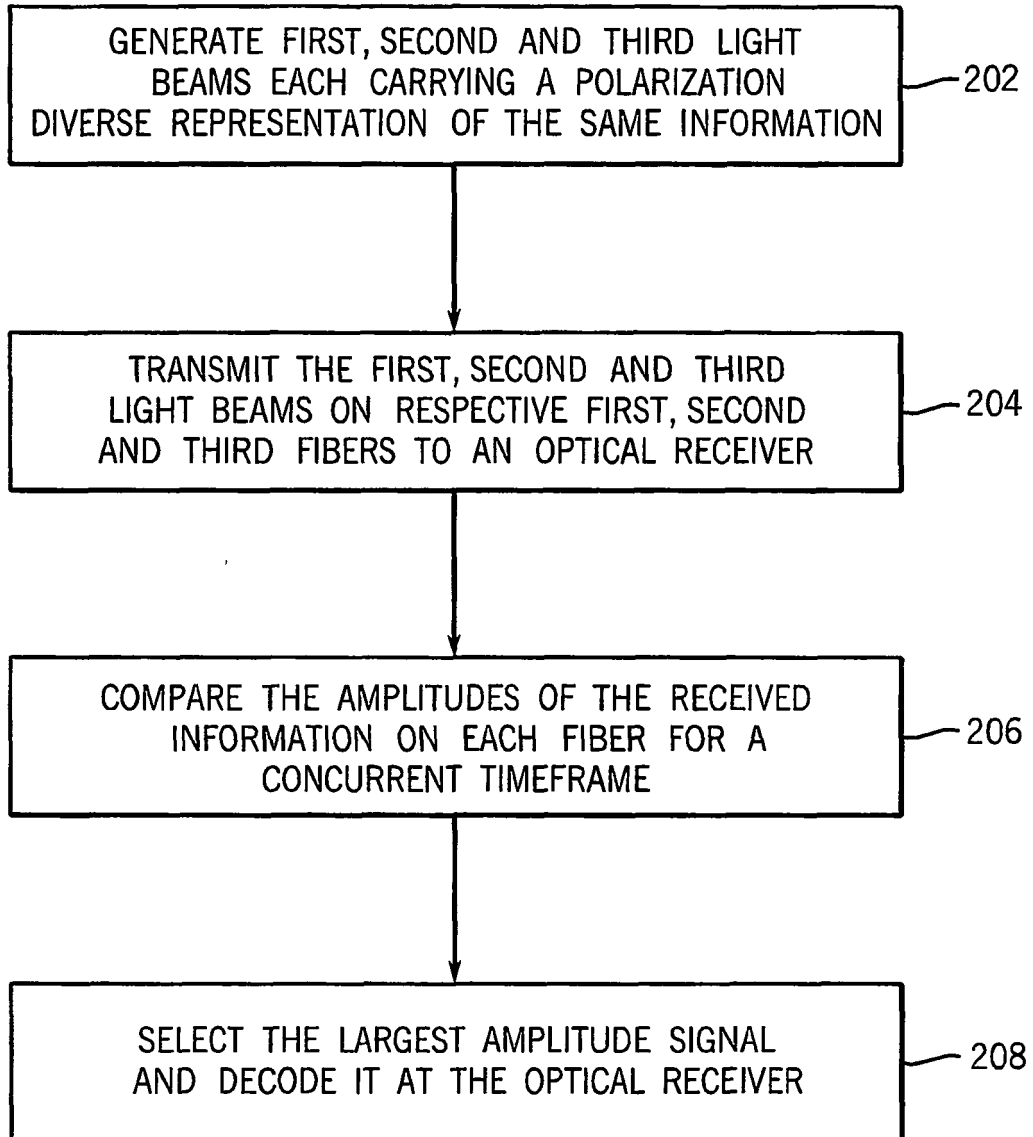 GENERATE FIRST, SECOND AND THIRD LIGHT
BEAMS EACH CARRYING A POLARIZATION
DIVERSE REPRESENTATION OF THE SAME INFORMATION
202
TRANSMIT THE FIRST, SECOND AND THIRD
LIGHT BEAMS ON RESPECTIVE FIRST, SECOND
AND THIRD FIBERS TO AN OPTICAL RECEIVER
204
COMPARE THE AMPLITUDES OF THE RECEIVED
INFORMATION ON EACH FIBER FOR A
CONCURRENT TIMEFRAME
206
SELECT THE LARGEST AMPLITUDE SIGNAL
AND DECODE IT AT THE OPTICAL RECEIVER
208